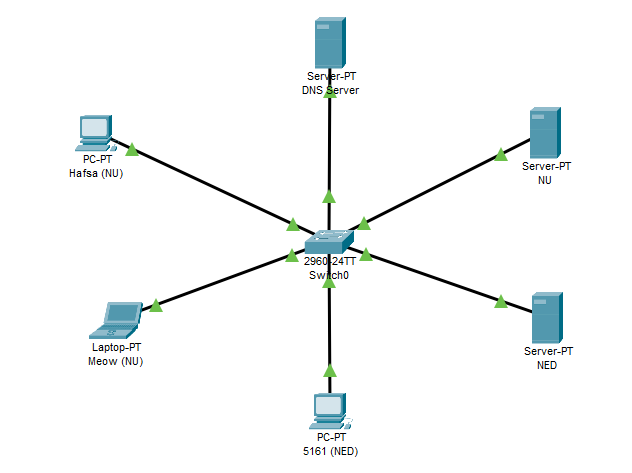 Server-PT
DNS Server
PC-PT
Hafsa (NU)
Server-PT
NU
2960-24TT
Switch0
Laptop-PT
Meow (NU)
Server-PT
NED
PC-PT
5161 (NED)